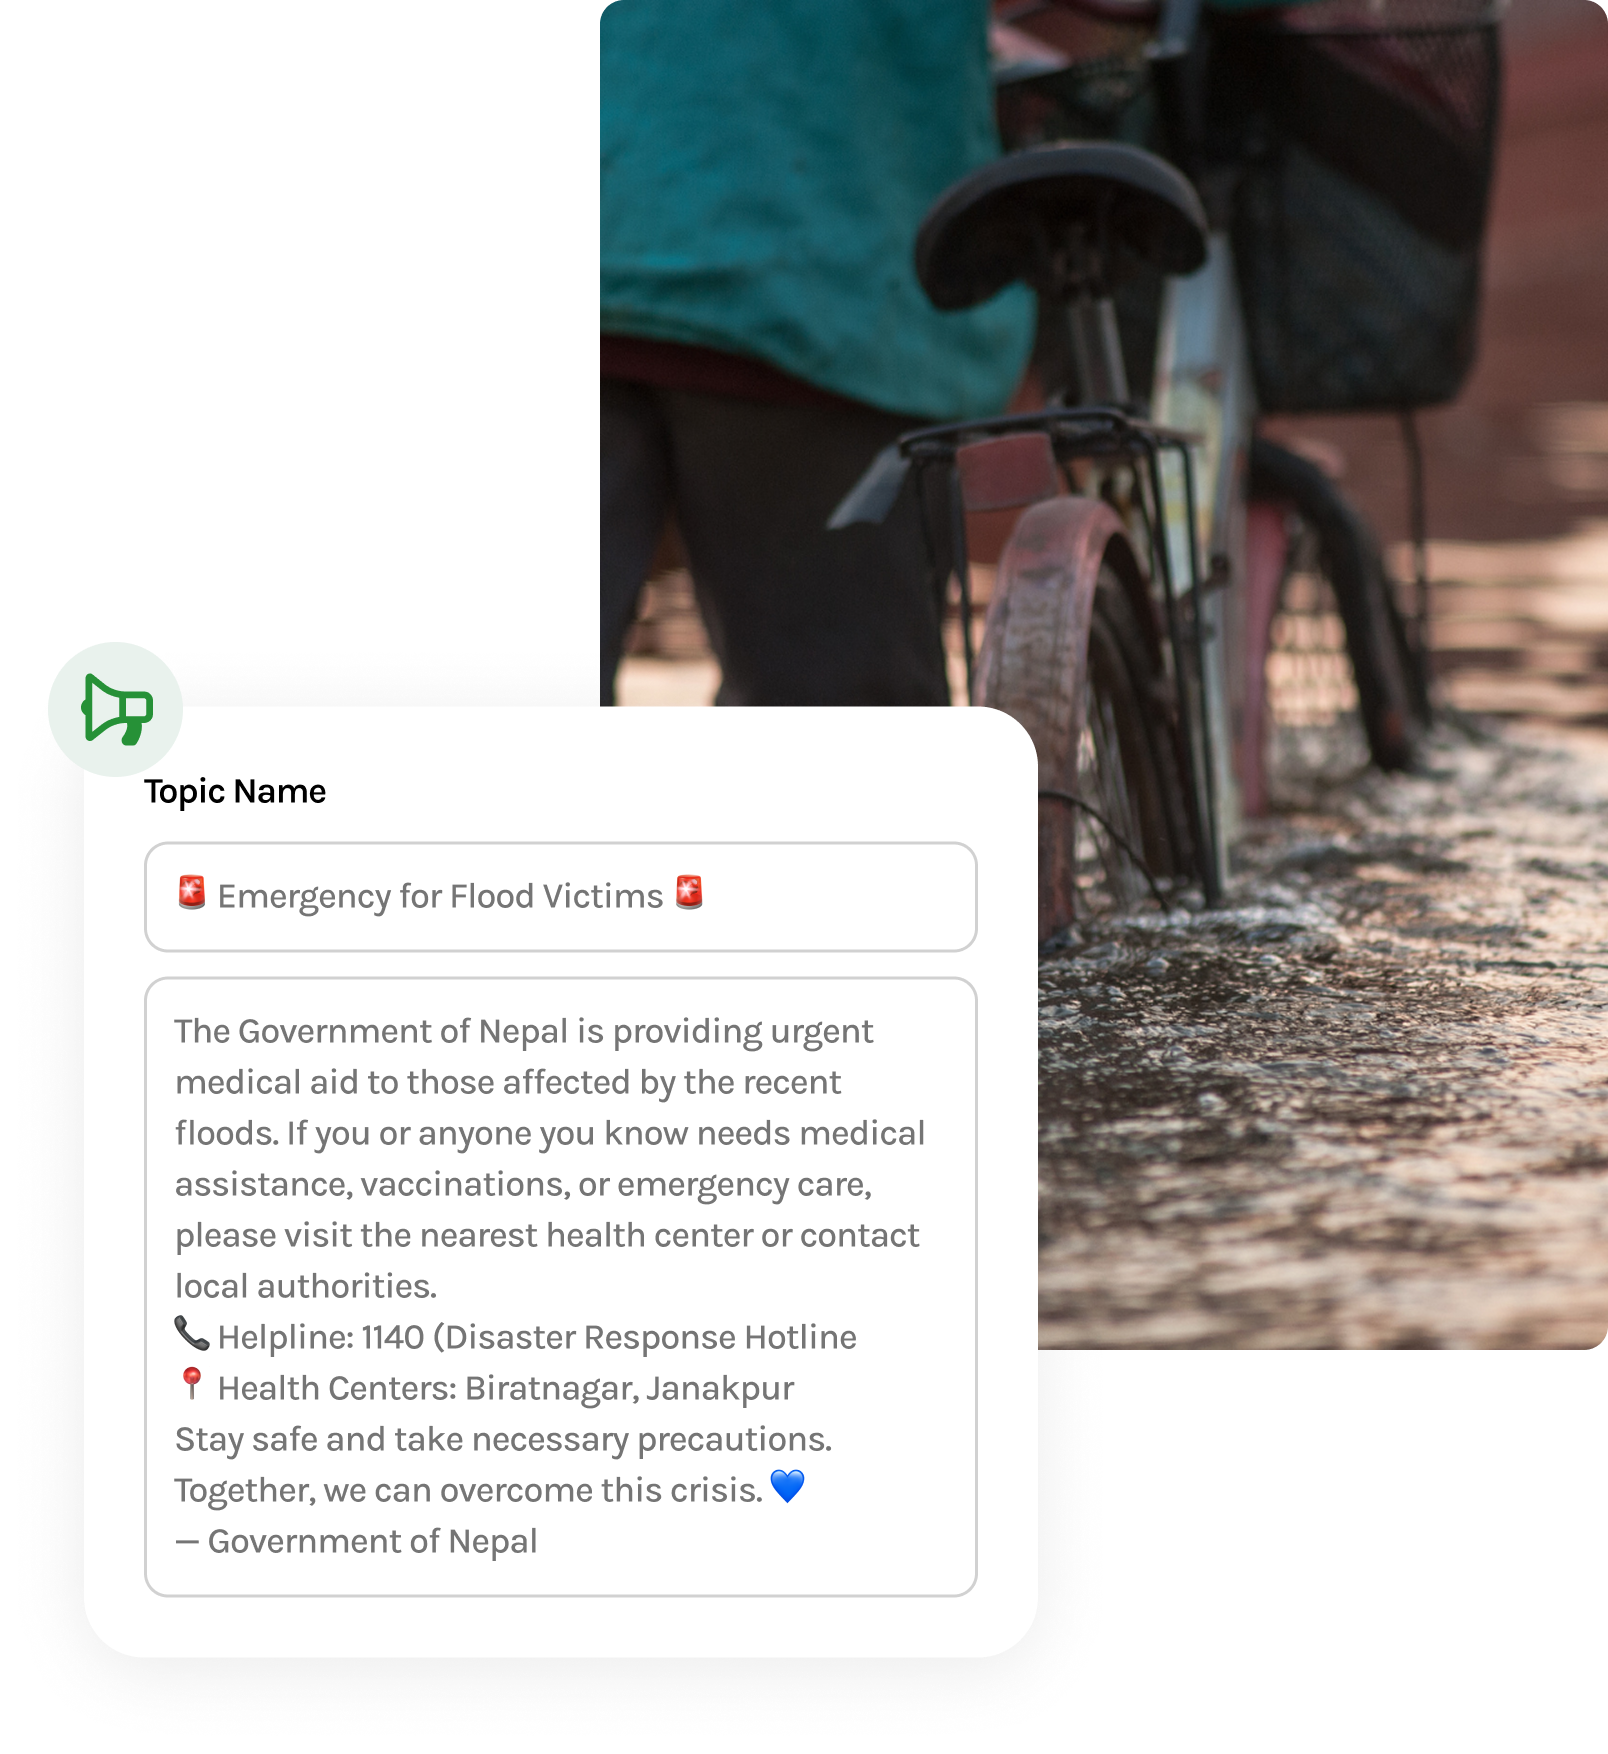 Topic Name
🚨 Emergency for Flood Victims 🚨
The Government of Nepal is providing urgent
medical aid to those affected by the recent
floods. If you or anyone you know needs medical
assistance, vaccinations, or emergency care,
please visit the nearest health center or contact
local authorities.
📞 Helpline: 1140 (Disaster Response Hotline
📍 Health Centers: Biratnagar, Janakpur
Stay safe and take necessary precautions.
Together, we can overcome this crisis. 💙
— Government of Nepal